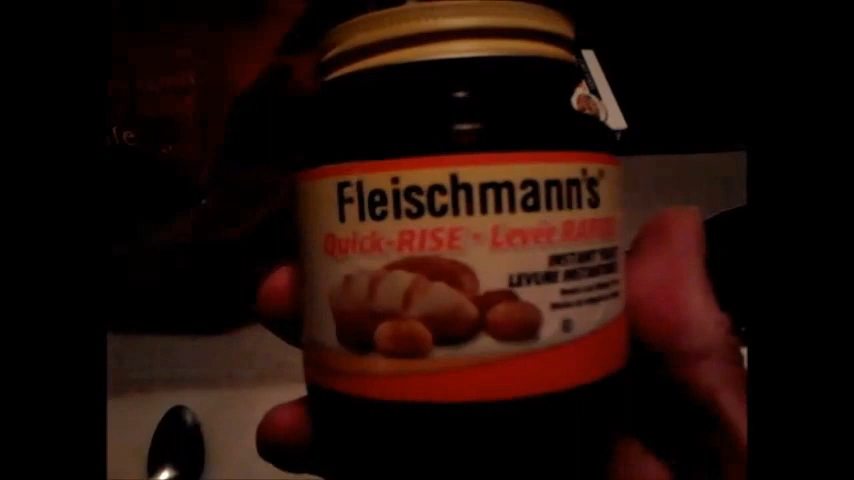 Fleischmann's
Quick-RISE - Levée RAPIDE
INSTANT YEAST
LEVURE INSTANTANÉE